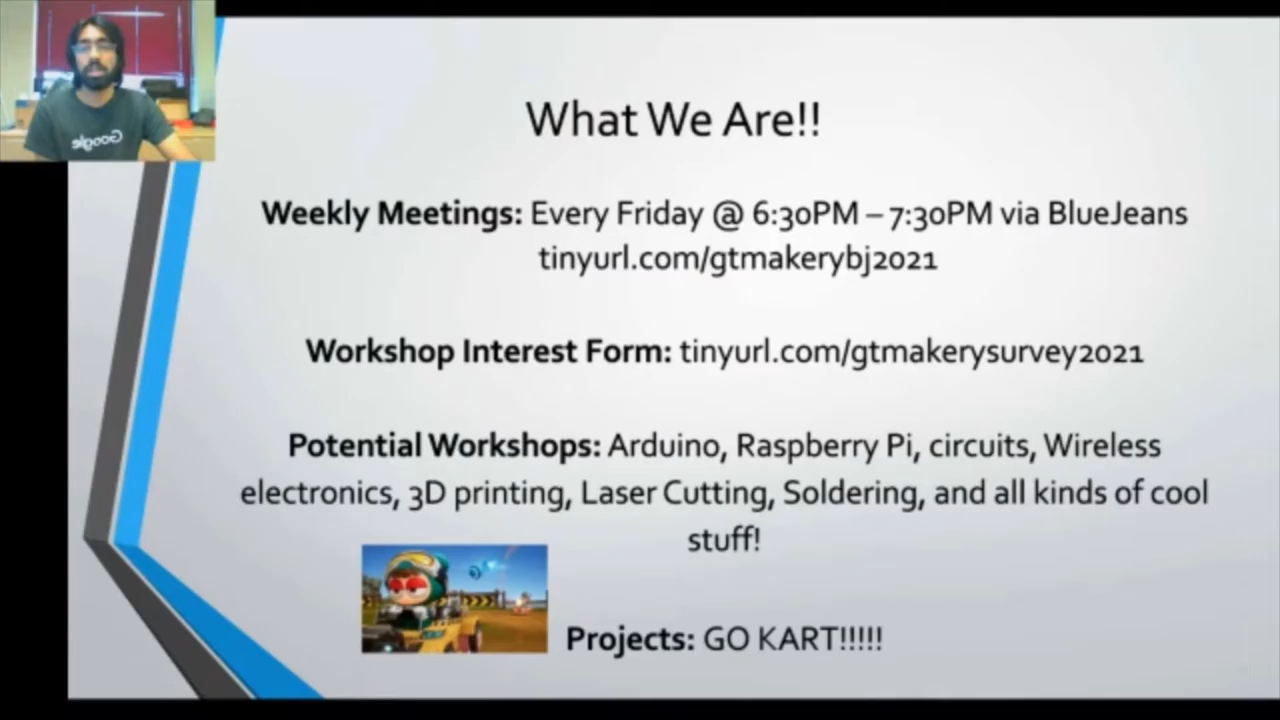 What We Are!!
Weekly Meetings: Every Friday @ 6:30PM – 7:30PM via BlueJeans
tinyurl.com/gtmakerybj2021
Workshop Interest Form: tinyurl.com/gtmakerysurvey2021
Potential Workshops: Arduino, Raspberry Pi, circuits, Wireless
electronics, 3D printing, Laser Cutting, Soldering, and all kinds of cool
stuff!
Projects: GO KART!!!!!
Google